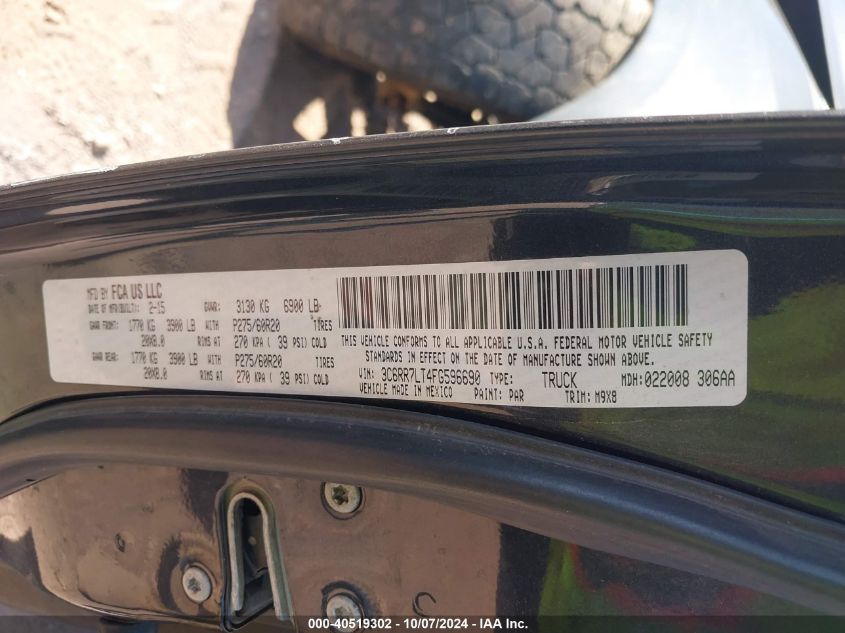 MFD BY FCA US LLC
DATE OF MFD(BUILT): 2-15 GVWR: 3130 KG 6900 LB
GAWR FRONT: 1770 KG 3900 LB WITH P275/60R20 TIRES
20X8.0 RIMS AT 270 KPA ( 39 PSI) COLD
GAWR REAR: 1770 KG 3900 LB WITH P275/60R20 TIRES
20X8.0 RIMS AT 270 KPA ( 39 PSI) COLD
THIS VEHICLE CONFORMS TO ALL APPLICABLE U.S.A. FEDERAL MOTOR VEHICLE SAFETY
STANDARDS IN EFFECT ON THE DATE OF MANUFACTURE SHOWN ABOVE.
VIN: 3C6RR7LT4FG596690 TYPE: TRUCK MDH:022008 306AA
VEHICLE MADE IN MEXICO PAINT: PAR TRIM: M9X8
000-40519302 - 10/07/2024 - IAA Inc.